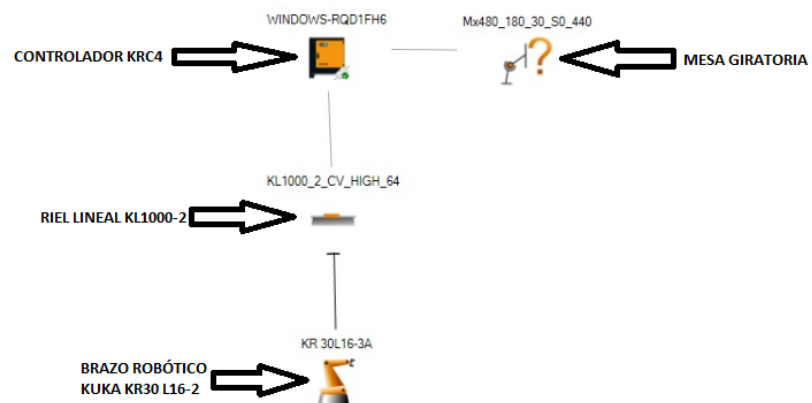 WINDOWS-RQD1FH6
Mx480_180_30_S0_440
CONTROLADOR KRC4
MESA GIRATORIA
KL1000_2_CV_HIGH_64
RIEL LINEAL KL1000-2
KR 30L16-3A
BRAZO ROBÓTICO
KUKA KR30 L16-2